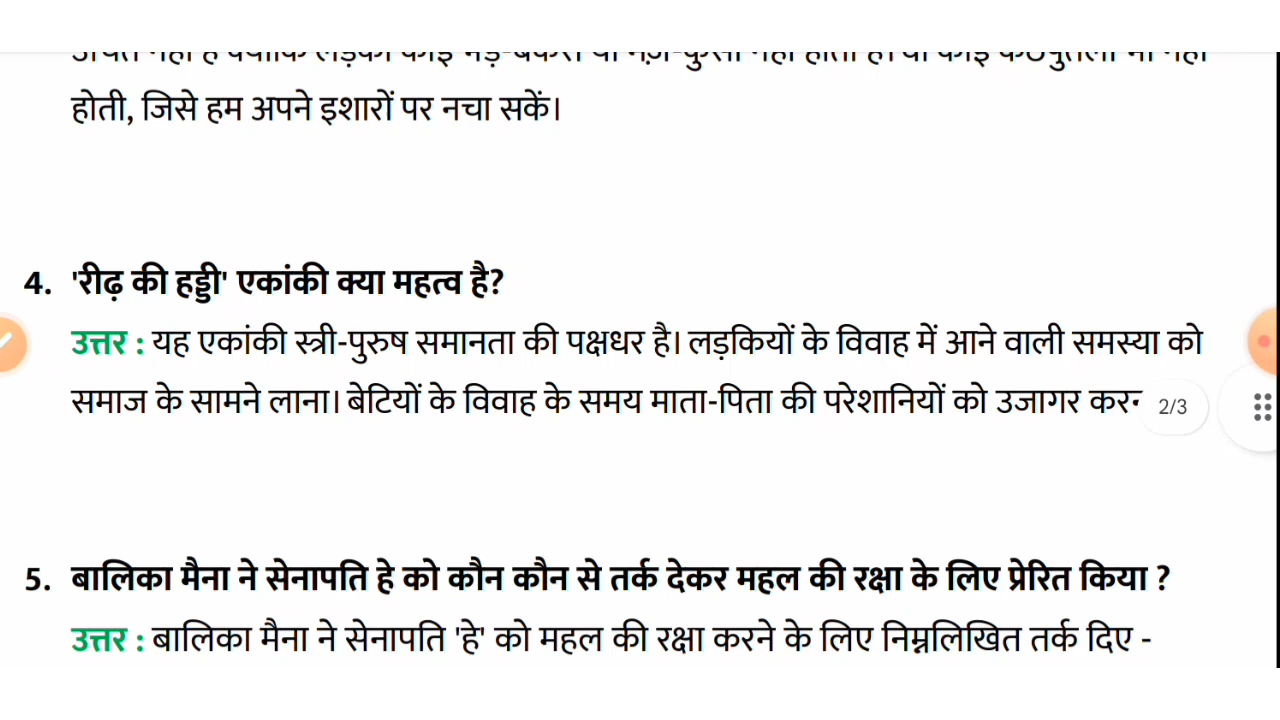 होती, जिसे हम अपने इशारों पर नचा सकें।
4. 'रीढ़ की हड्डी' एकांकी क्या महत्व है?
उत्तर : यह एकांकी स्त्री-पुरुष समानता की पक्षधर है। लड़कियों के विवाह में आने वाली समस्या को
समाज के सामने लाना। बेटियों के विवाह के समय माता-पिता की परेशानियों को उजागर
2/3
5. बालिका मैना ने सेनापति हे को कौन कौन से तर्क देकर महल की रक्षा के लिए प्रेरित किया ?
उत्तर : बालिका मैना ने सेनापति 'हे' को महल की रक्षा करने के लिए निम्नलिखित तर्क दिए -